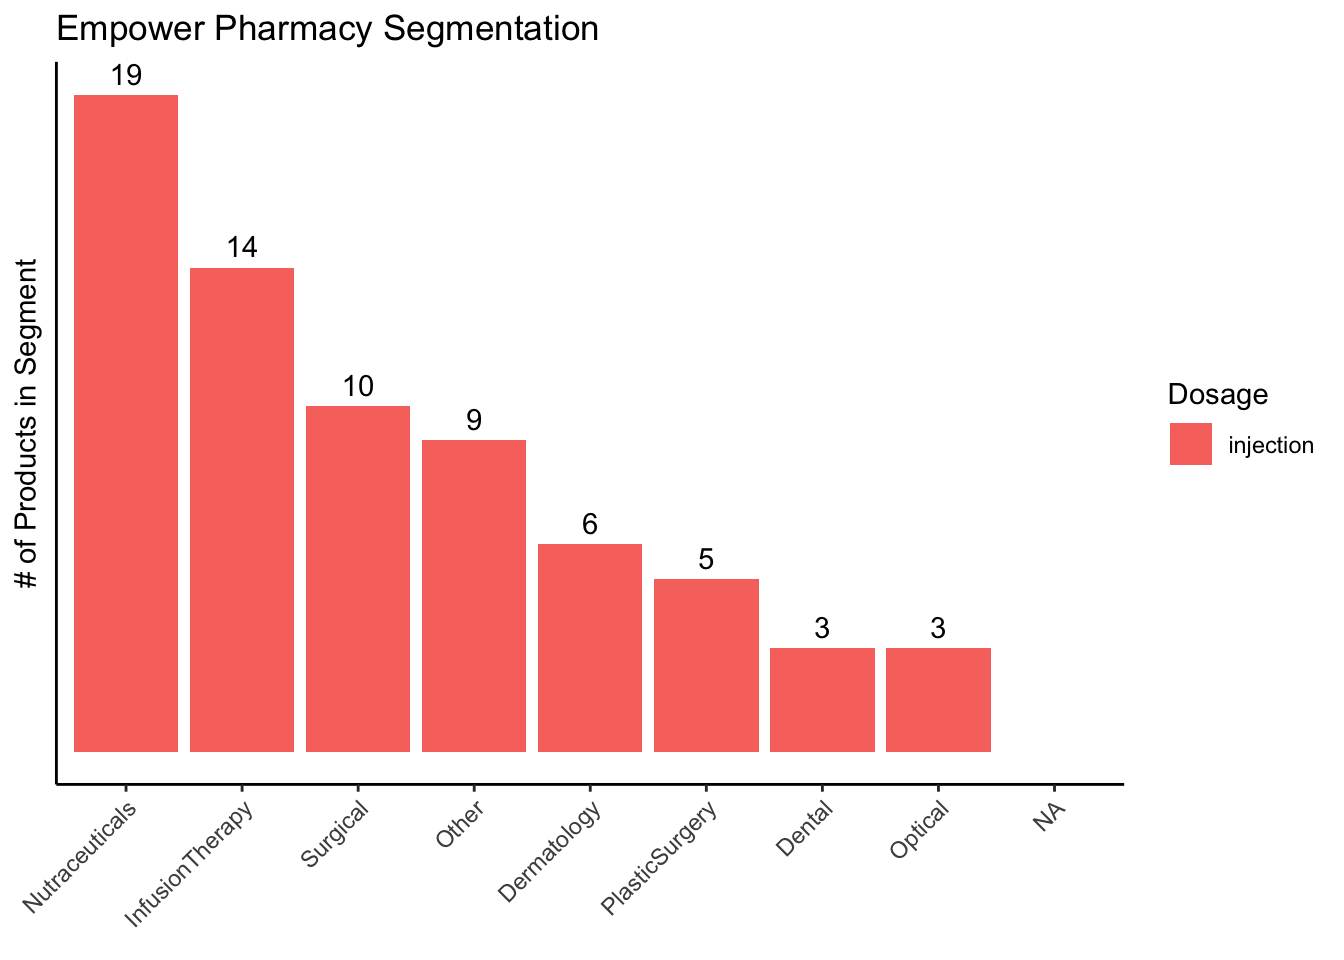 Empower Pharmacy Segmentation
# of Products in Segment
19
14
10
9
6
5
3
3
Nutraceuticals
InfusionTherapy
Surgical
Other
Dermatology
PlasticSurgery
Dental
Optical
NA
Dosage
injection